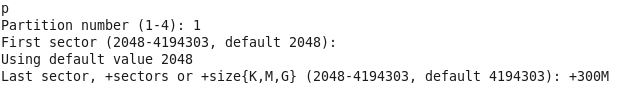 p
Partition number (1-4): 1
First sector (2048-4194303, default 2048):
Using default value 2048
Last sector, +sectors or +size{K,M,G} (2048-4194303, default 4194303): +300M